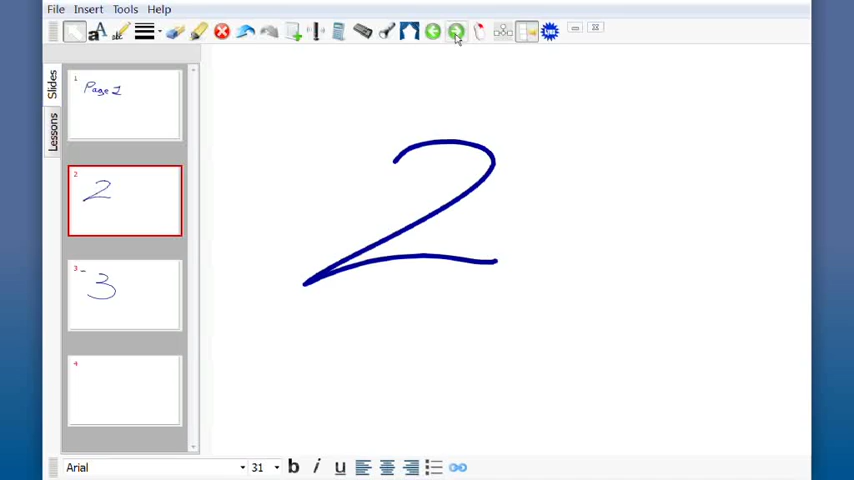 File Insert Tools Help
Slides
Lessons
1
Page 1
2
2
3
3
4
2
Arial 31 b i u